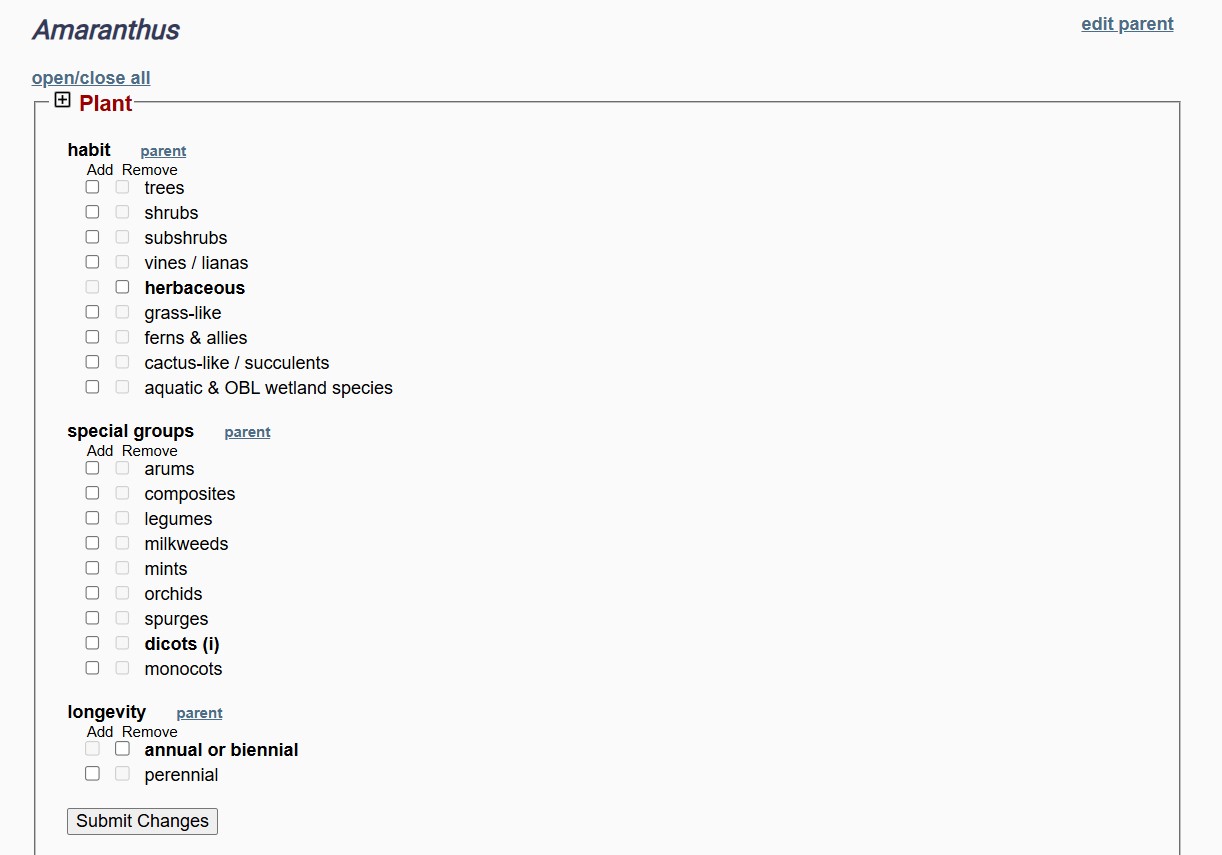 Amaranthus
edit parent
open/close all
Plant
habit parent
Add Remove
trees
shrubs
subshrubs
vines / lianas
herbaceous
grass-like
ferns & allies
cactus-like / succulents
aquatic & OBL wetland species
special groups parent
Add Remove
arums
composites
legumes
milkweeds
mints
orchids
spurges
dicots (i)
monocots
longevity parent
Add Remove
annual or biennial
perennial
Submit Changes